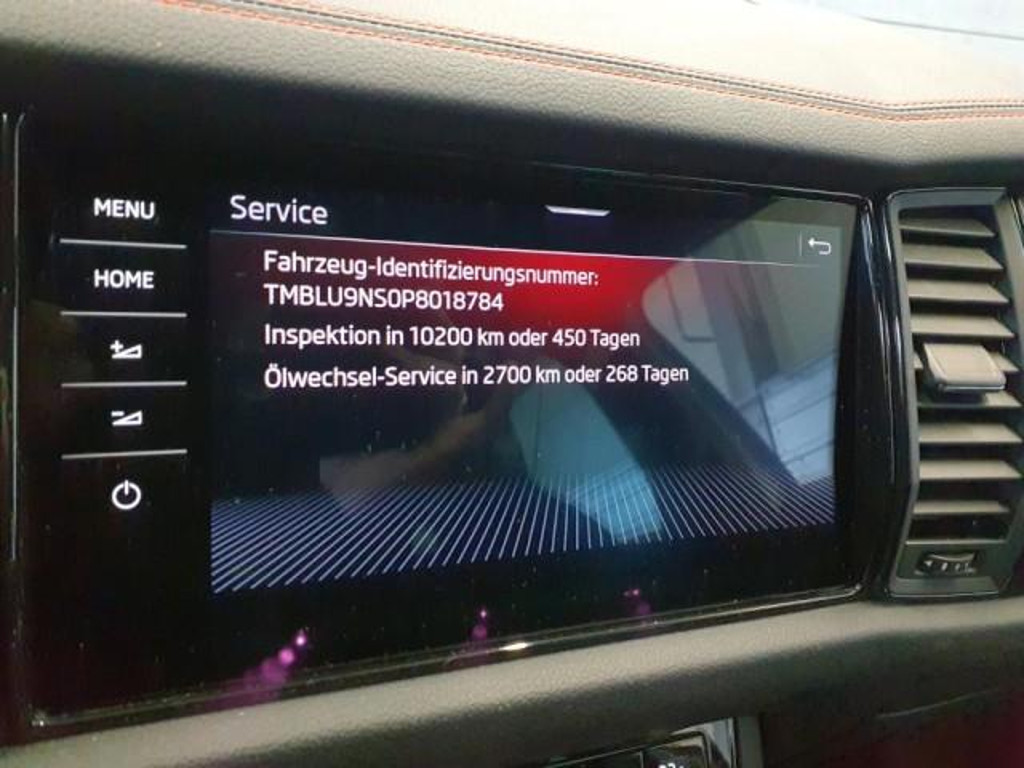 MENU
HOME
Service
Fahrzeug-Identifizierungsnummer:
TMBLU9NS0P8018784
Inspektion in 10200 km oder 450 Tagen
Ölwechsel-Service in 2700 km oder 268 Tagen